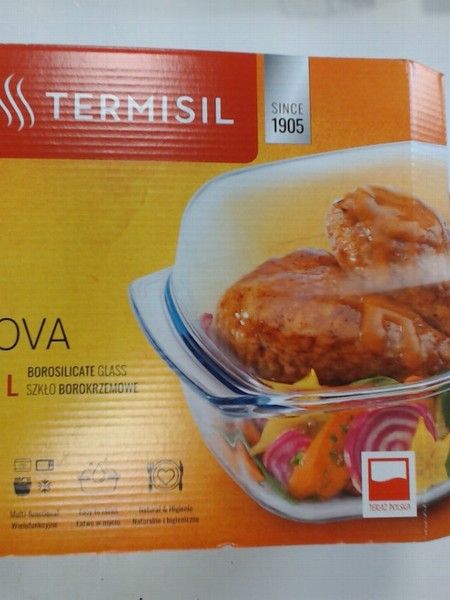 TERMISIL
SINCE
1905
OVA
L
BOROSILICATE GLASS
SZKŁO BOROKRZEMOWE
Multi-functional
Wielofunkcyjne
Easy to clean
Łatwe w myciu
Natural & Hygienic
Naturalne i higieniczne
TERAZ POLSKA